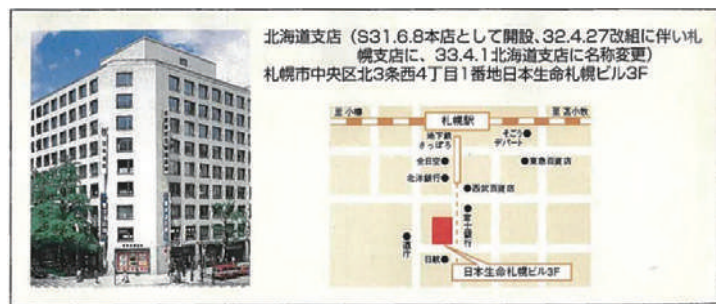 北海道支店（S31.6.8本店として開設、32.4.27改組に伴い札
幌支店に、33.4.1北海道支店に名称変更）
札幌市中央区北3条西4丁目1番地日本生命札幌ビル3F
至小樽
札幌駅
至苫小牧
地下鉄
さっぽろ
そごう
デパート
全日空
東急百貨店
北洋銀行
西武百貨店
富士銀行
道庁
日航
日本生命札幌ビル3F